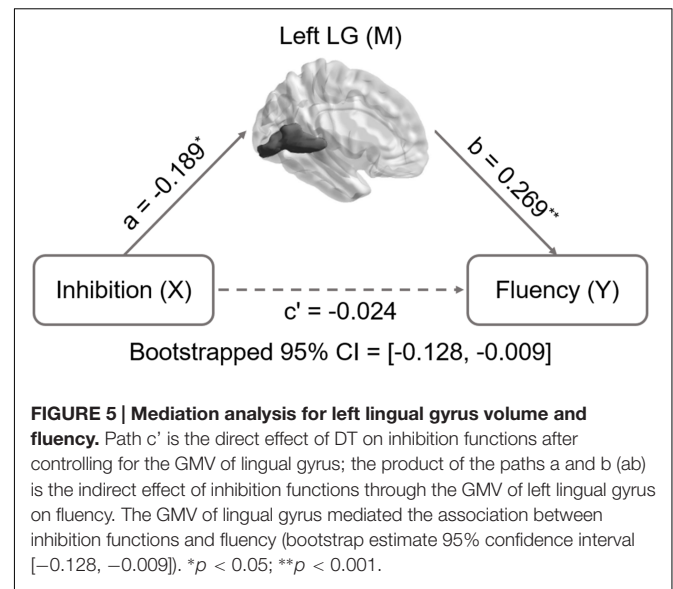 Left LG (M)
a = -0.189*
b = 0.269**
Inhibition (X)
Fluency (Y)
c' = -0.024
Bootstrapped 95% CI = [-0.128, -0.009]
FIGURE 5 | Mediation analysis for left lingual gyrus volume and
fluency. Path c’ is the direct effect of DT on inhibition functions after
controlling for the GMV of lingual gyrus; the product of the paths a and b (ab)
is the indirect effect of inhibition functions through the GMV of left lingual gyrus
on fluency. The GMV of lingual gyrus mediated the association between
inhibition functions and fluency (bootstrap estimate 95% confidence interval
[−0.128, −0.009]). *p < 0.05; **p < 0.001.